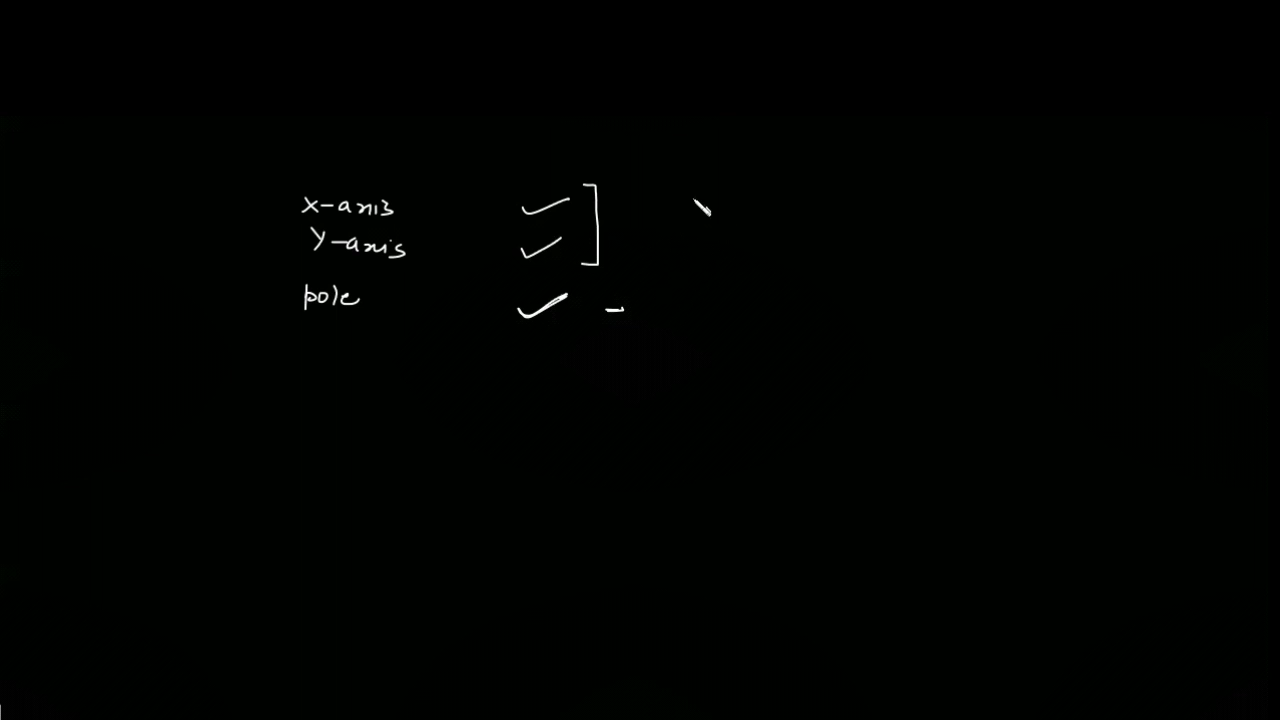 x-axis ✓ ]
Y-axis ✓
pole ✓ -